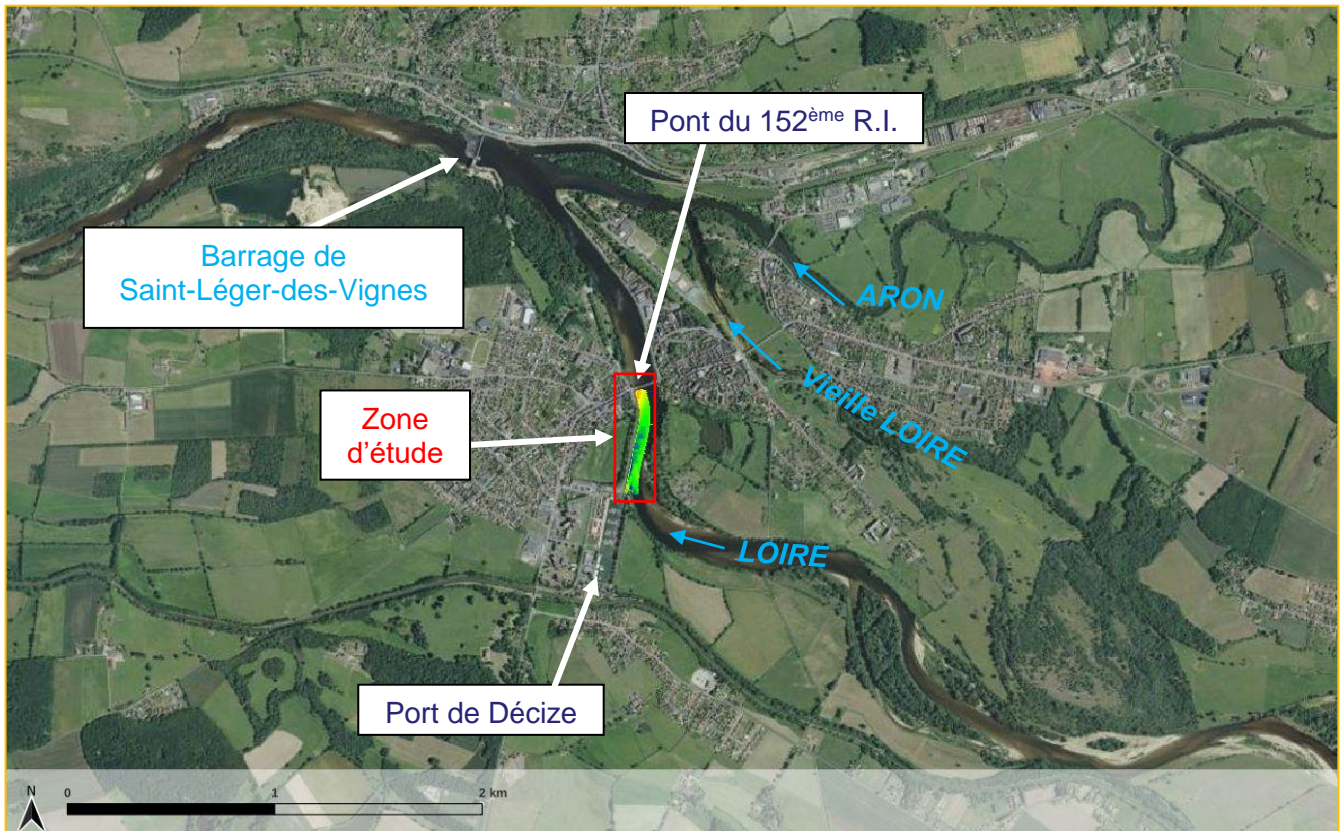 Pont du 152ème R.I.
Barrage de
Saint-Léger-des-Vignes
ARON
Vieille LOIRE
Zone
d'étude
LOIRE
Port de Décize
N
0 1 2 km